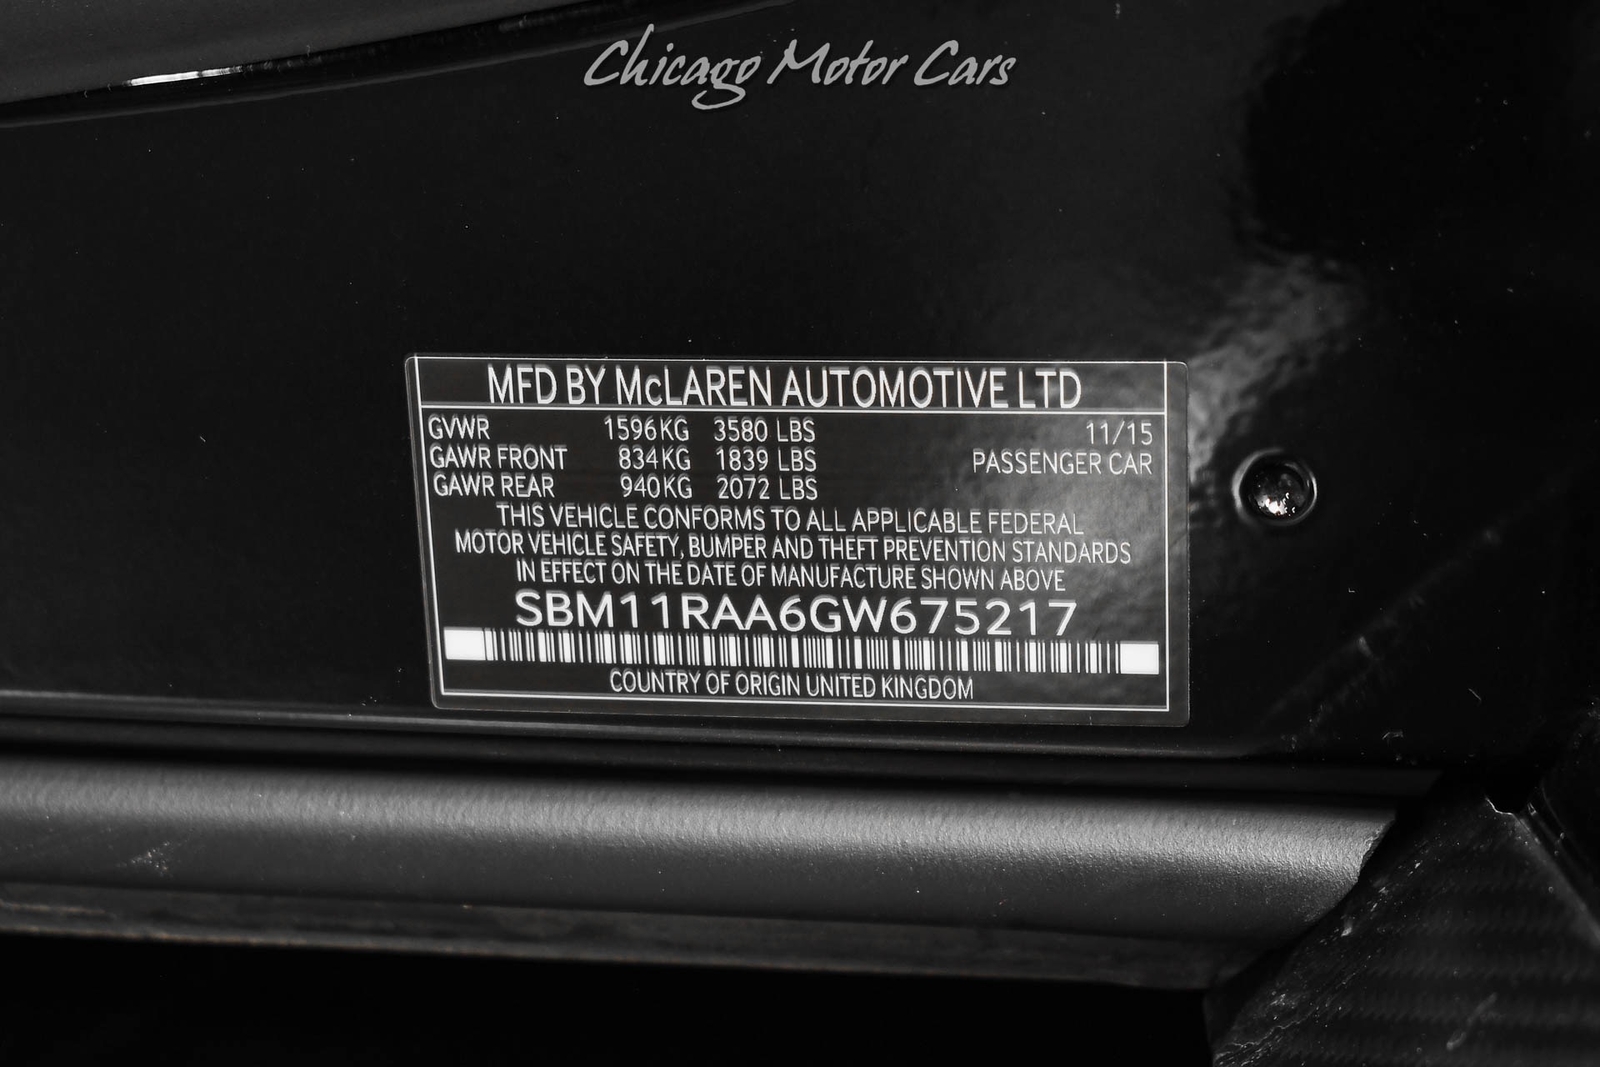 Chicago Motor Cars
MFD BY McLAREN AUTOMOTIVE LTD
GVWR 1596KG 3580 LBS 11/15
GAWR FRONT 834KG 1839 LBS PASSENGER CAR
GAWR REAR 940KG 2072 LBS
THIS VEHICLE CONFORMS TO ALL APPLICABLE FEDERAL
MOTOR VEHICLE SAFETY, BUMPER AND THEFT PREVENTION STANDARDS
IN EFFECT ON THE DATE OF MANUFACTURE SHOWN ABOVE
SBM11RAA6GW675217
COUNTRY OF ORIGIN UNITED KINGDOM